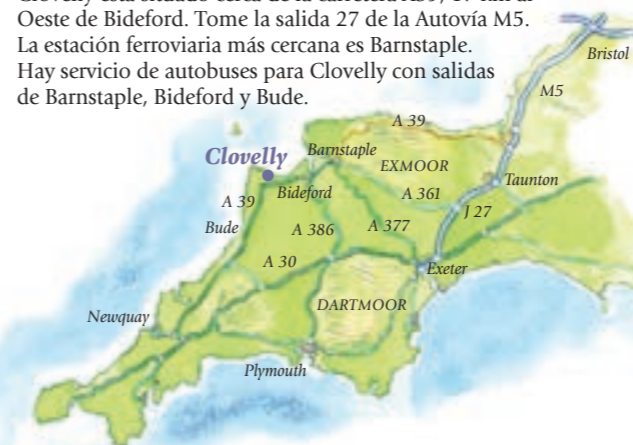 Oeste de Bideford. Tome la salida 27 de la Autovía M5.
La estación ferroviaria más cercana es Barnstaple.
Hay servicio de autobuses para Clovelly con salidas
de Barnstaple, Bideford y Bude.
Bristol
M5
A 39
Clovelly
Barnstaple
EXMOOR
Taunton
A 39
Bideford
A 361
J 27
Bude
A 386
A 377
A 30
Exeter
DARTMOOR
Newquay
Plymouth